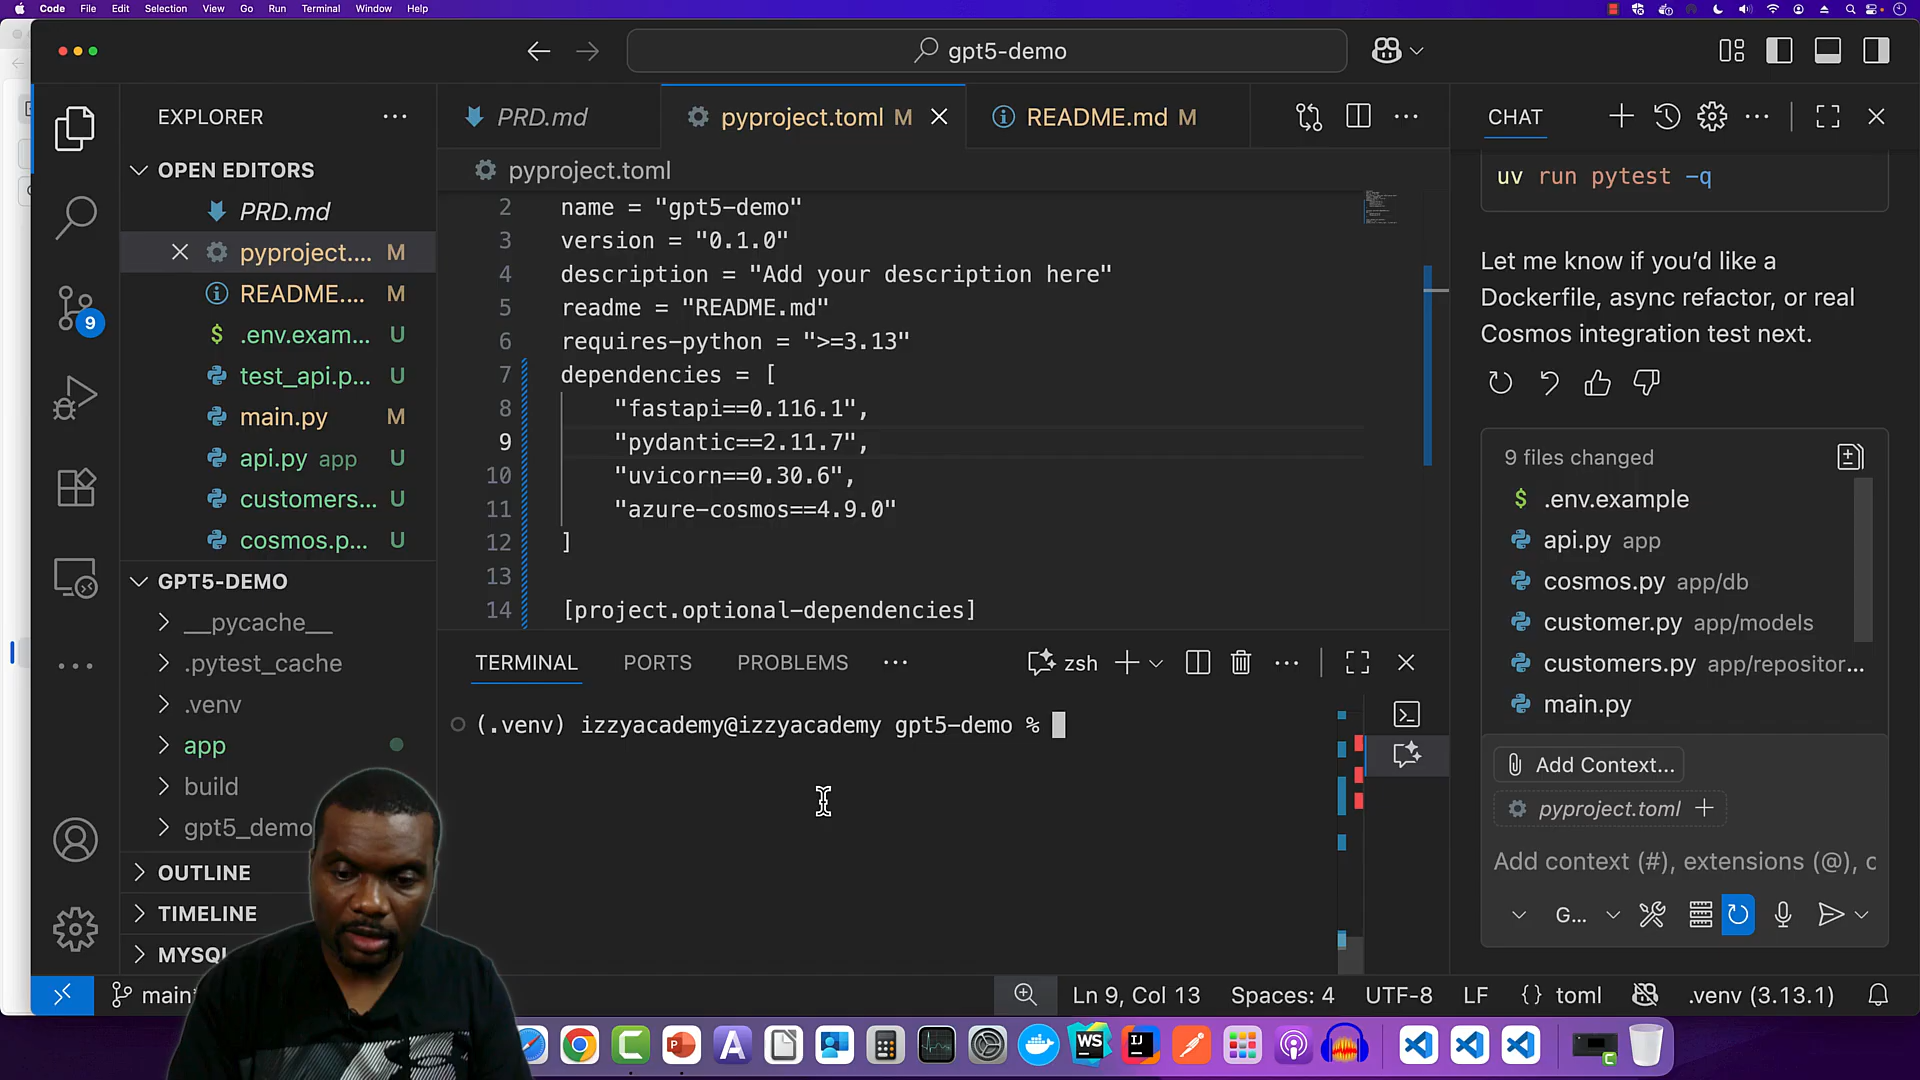 Code File Edit Selection View Go Run Terminal Window Help
gpt5-demo
EXPLORER
OPEN EDITORS
PRD.md
pyproject.... M
README.... M
$ .env.exam... U
test_api.p... U
main.py M
api.py app U
customers... U
cosmos.p... U
GPT5-DEMO
__pycache__
.pytest_cache
.venv
app
build
gpt5_demo
OUTLINE
TIMELINE
MYSQ
9
PRD.md
pyproject.toml M
README.md M
pyproject.toml
2 name = "gpt5-demo"
3 version = "0.1.0"
4 description = "Add your description here"
5 readme = "README.md"
6 requires-python = ">=3.13"
7 dependencies = [
8 "fastapi==0.116.1",
9 "pydantic==2.11.7",
10 "uvicorn==0.30.6",
11 "azure-cosmos==4.9.0"
12 ]
13
14 [project.optional-dependencies]
TERMINAL PORTS PROBLEMS
zsh
(.venv) izzyacademy@izzyacademy gpt5-demo %
CHAT
uv run pytest -q
Let me know if you’d like a
Dockerfile, async refactor, or real
Cosmos integration test next.
9 files changed
$ .env.example
api.py app
cosmos.py app/db
customer.py app/models
customers.py app/repositor...
main.py
Add Context...
pyproject.toml
Add context (#), extensions (@), c
G...
main
Ln 9, Col 13 Spaces: 4 UTF-8 LF {} toml .venv (3.13.1)
WS
IJ